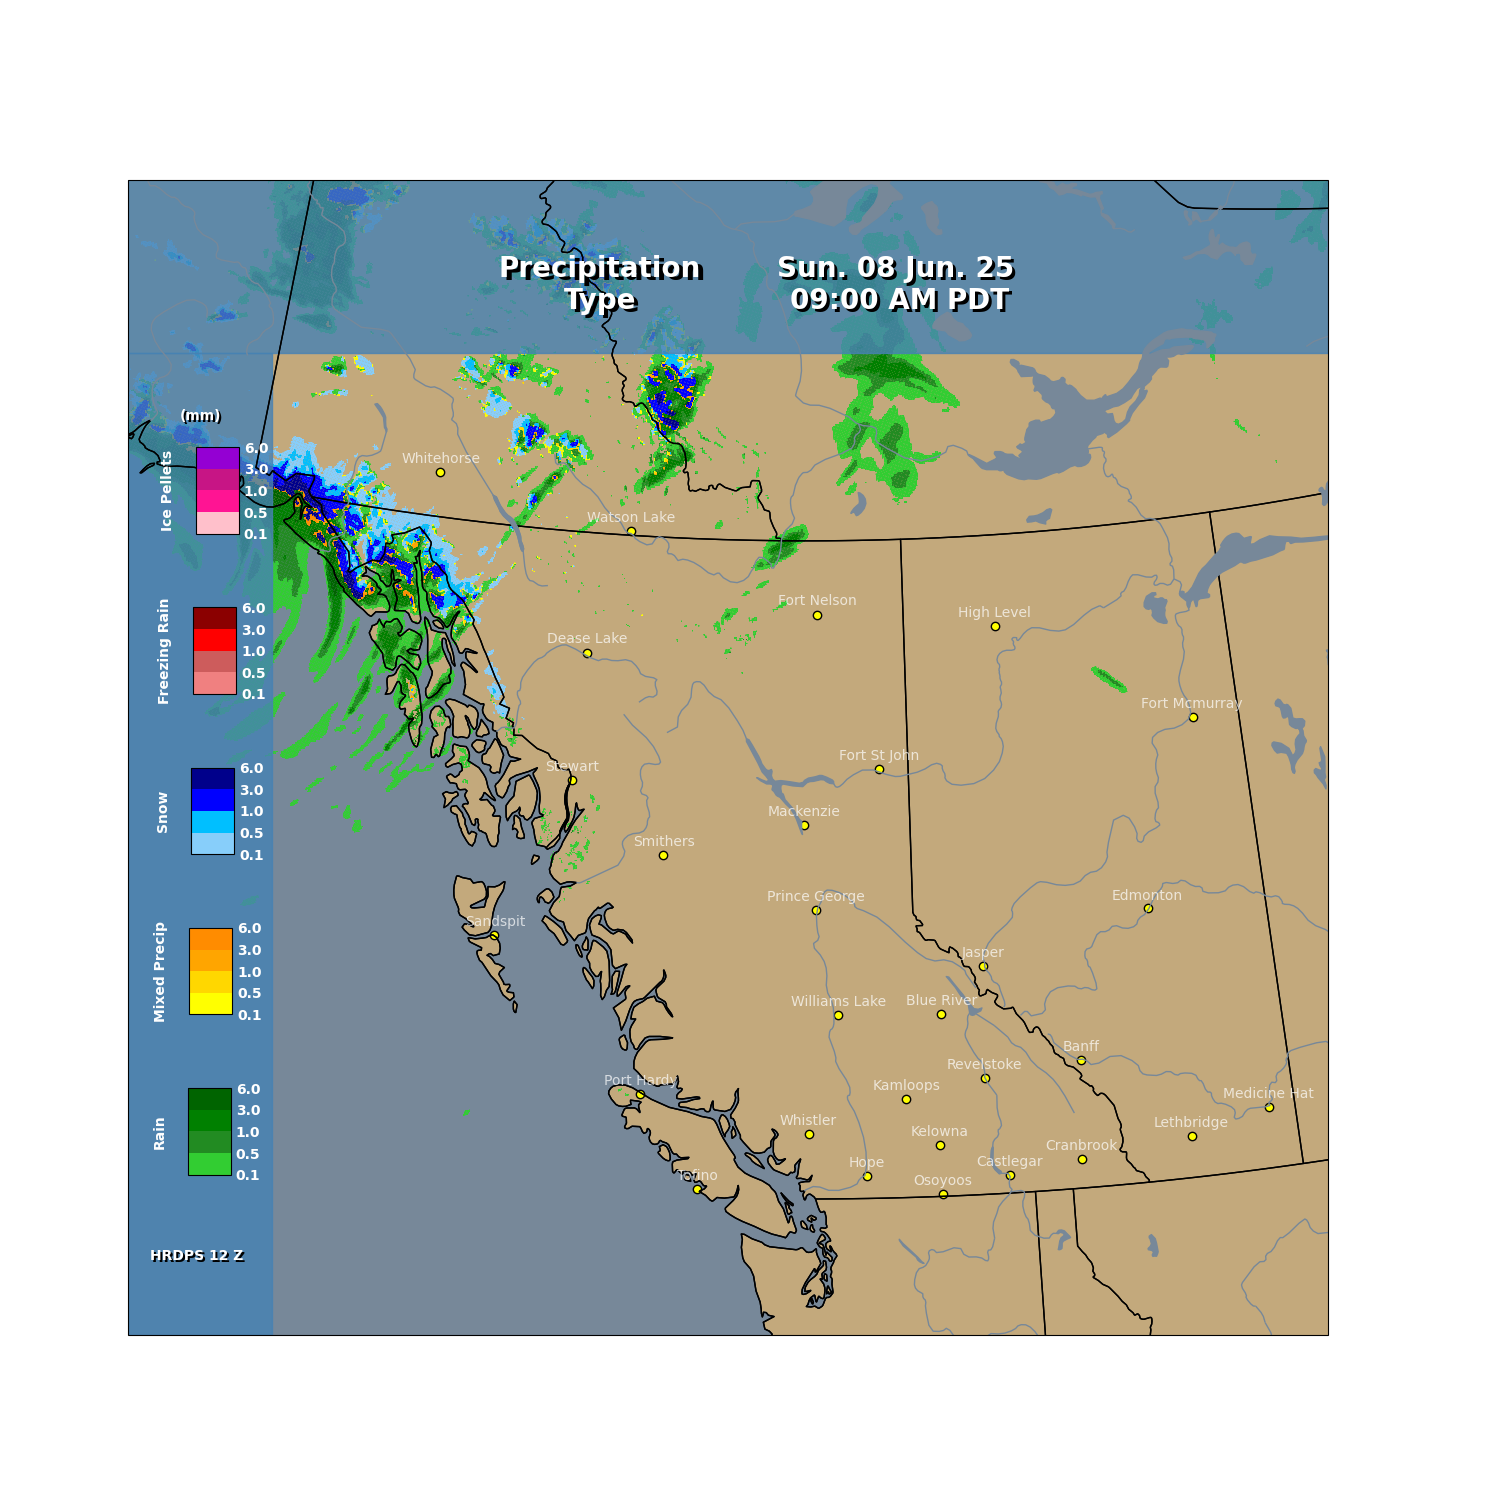 Precipitation
Type
Sun. 08 Jun. 25
09:00 AM PDT
(mm)
Ice Pellets
6.0
3.0
1.0
0.5
0.1
Freezing Rain
6.0
3.0
1.0
0.5
0.1
Snow
6.0
3.0
1.0
0.5
0.1
Mixed Precip
6.0
3.0
1.0
0.5
0.1
Rain
6.0
3.0
1.0
0.5
0.1
HRDPS 12 Z
Whitehorse
Watson Lake
Fort Nelson
High Level
Dease Lake
Fort Mcmurray
Fort St John
Stewart
Mackenzie
Smithers
Prince George
Edmonton
Sandspit
Jasper
Williams Lake
Blue River
Banff
Revelstoke
Port Hardy
Kamloops
Medicine Hat
Whistler
Lethbridge
Kelowna
Cranbrook
Hope
Castlegar
Tofino
Osoyoos